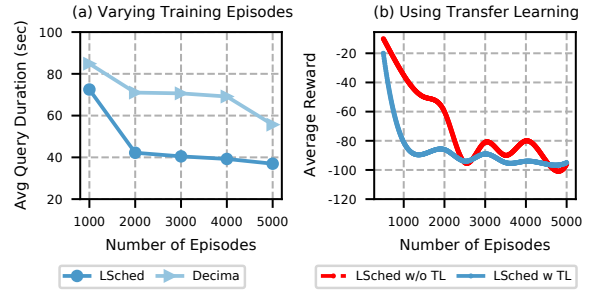 (a) Varying Training Episodes
Avg Query Duration (sec)
100
80
60
40
20
1000 2000 3000 4000 5000
Number of Episodes
LSched Decima
(b) Using Transfer Learning
Average Reward
-20
-40
-60
-80
-100
-120
1000 2000 3000 4000 5000
Number of Episodes
LSched w/o TL LSched w TL